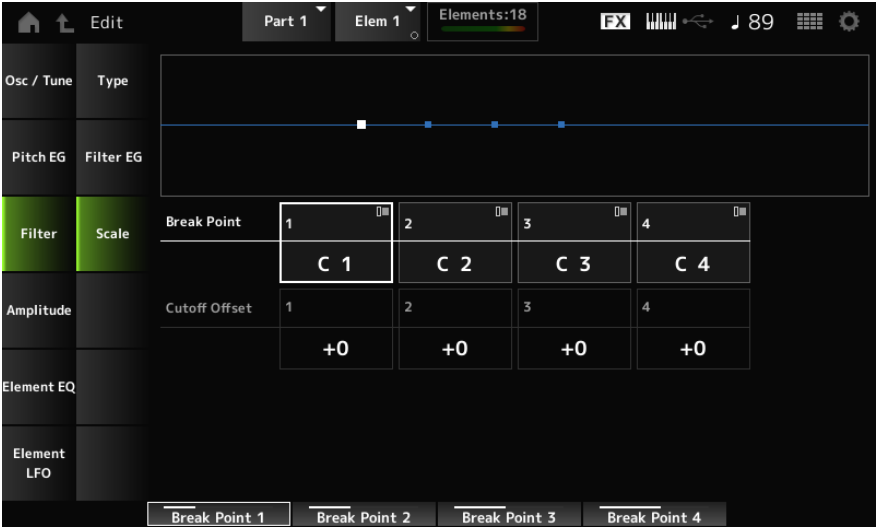 Edit
Part 1
Elem 1
Elements:18
FX
♩ 89
Osc / Tune
Type
Pitch EG
Filter EG
Filter
Scale
Break Point
1
2
3
4
C 1
C 2
C 3
C 4
Amplitude
Cutoff Offset
1
2
3
4
+0
+0
+0
+0
Element EQ
Element
LFO
Break Point 1
Break Point 2
Break Point 3
Break Point 4